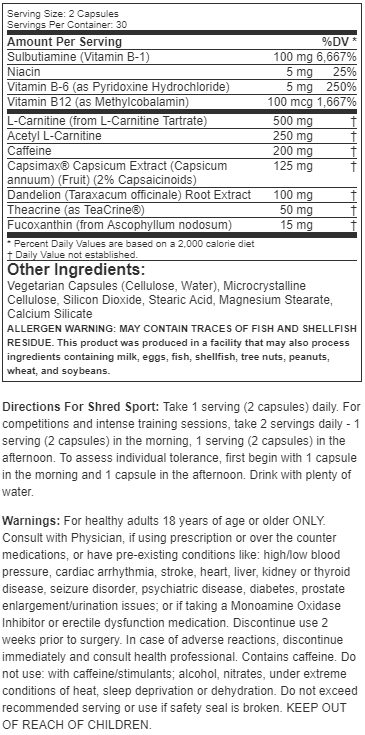 Serving Size: 2 Capsules
Servings Per Container: 30
Amount Per Serving %DV *
Sulbutiamine (Vitamin B-1) 100 mg 6,667%
Niacin 5 mg 25%
Vitamin B-6 (as Pyridoxine Hydrochloride) 5 mg 250%
Vitamin B12 (as Methylcobalamin) 100 mcg 1,667%
L-Carnitine (from L-Carnitine Tartrate) 500 mg †
Acetyl L-Carnitine 250 mg †
Caffeine 200 mg †
Capsimax® Capsicum Extract (Capsicum 125 mg †
annuum) (Fruit) (2% Capsaicinoids)
Dandelion (Taraxacum officinale) Root Extract 100 mg †
Theacrine (as TeaCrine®) 50 mg †
Fucoxanthin (from Ascophyllum nodosum) 15 mg †
* Percent Daily Values are based on a 2,000 calorie diet
† Daily Value not established.
Other Ingredients:
Vegetarian Capsules (Cellulose, Water), Microcrystalline
Cellulose, Silicon Dioxide, Stearic Acid, Magnesium Stearate,
Calcium Silicate
ALLERGEN WARNING: MAY CONTAIN TRACES OF FISH AND SHELLFISH
RESIDUE. This product was produced in a facility that may also process
ingredients containing milk, eggs, fish, shellfish, tree nuts, peanuts,
wheat, and soybeans.
Directions For Shred Sport: Take 1 serving (2 capsules) daily. For
competitions and intense training sessions, take 2 servings daily - 1
serving (2 capsules) in the morning, 1 serving (2 capsules) in the
afternoon. To assess individual tolerance, first begin with 1 capsule
in the morning and 1 capsule in the afternoon. Drink with plenty of
water.
Warnings: For healthy adults 18 years of age or older ONLY.
Consult with Physician, if using prescription or over the counter
medications, or have pre-existing conditions like: high/low blood
pressure, cardiac arrhythmia, stroke, heart, liver, kidney or thyroid
disease, seizure disorder, psychiatric disease, diabetes, prostate
enlargement/urination issues; or if taking a Monoamine Oxidase
Inhibitor or erectile dysfunction medication. Discontinue use 2
weeks prior to surgery. In case of adverse reactions, discontinue
immediately and consult health professional. Contains caffeine. Do
not use: with caffeine/stimulants; alcohol, nitrates, under extreme
conditions of heat, sleep deprivation or dehydration. Do not exceed
recommended serving or use if safety seal is broken. KEEP OUT
OF REACH OF CHILDREN.